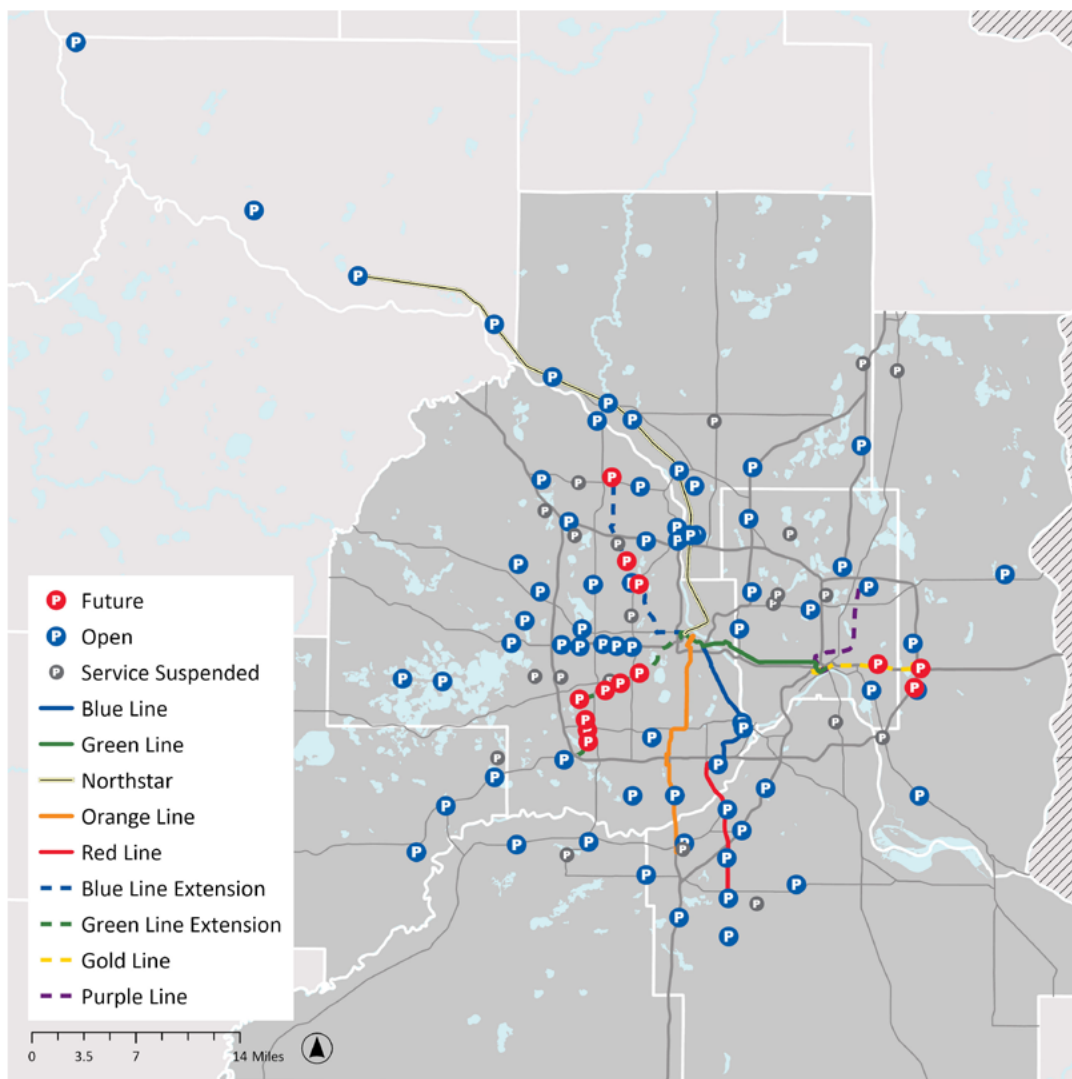 Future
Open
Service Suspended
Blue Line
Green Line
Northstar
Orange Line
Red Line
Blue Line Extension
Green Line Extension
Gold Line
Purple Line
0 3.5 7 14 Miles